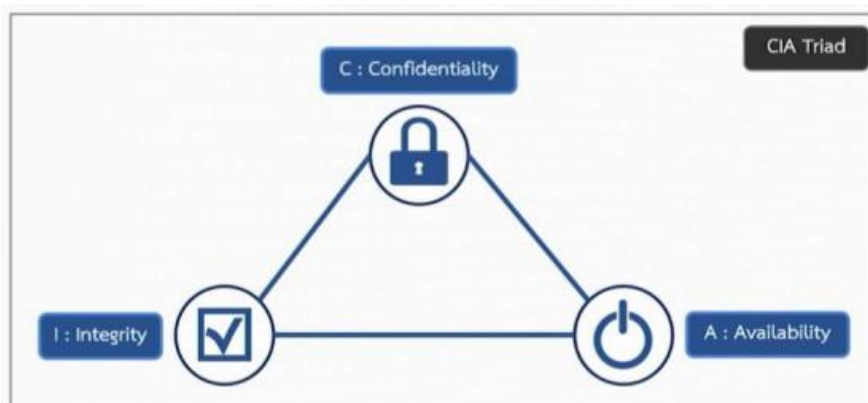 CIA Triad
C : Confidentiality
I : Integrity
A : Availability